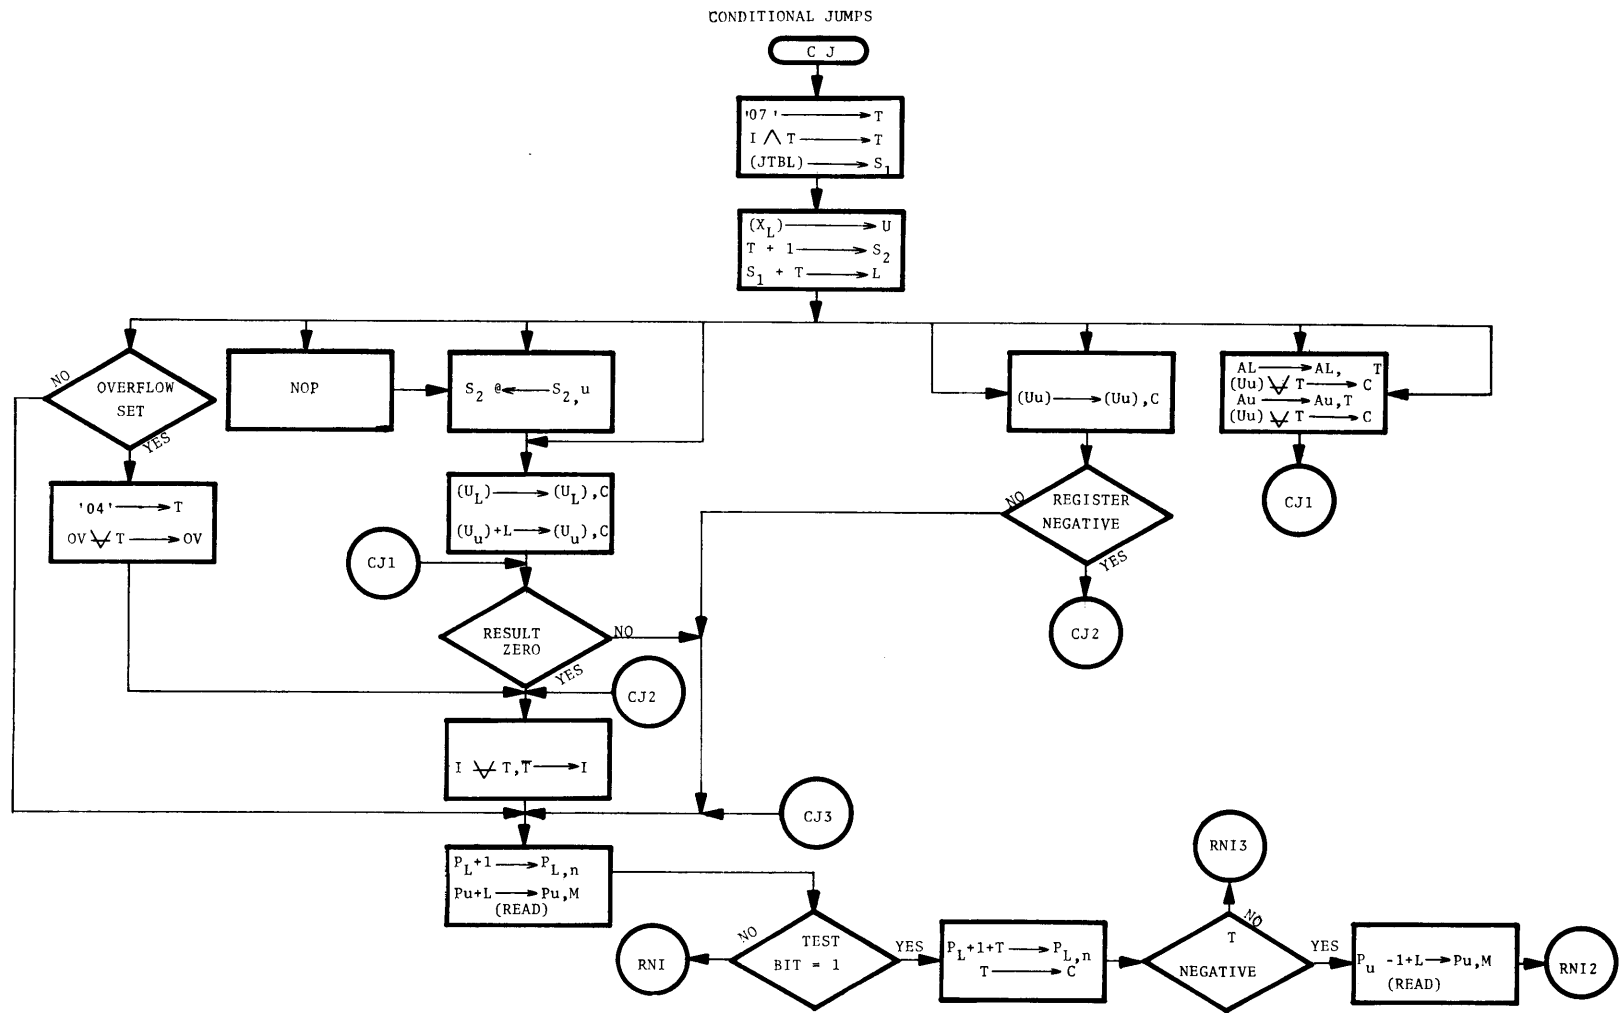 CONDITIONAL JUMPS
C J
'07' → T
I ⋀ T → T
(JTBL) → S1
(XL) → U
T + 1 → S2
S1 + T → L
NO
OVERFLOW
SET
YES
NOP
S2 @← S2,u
(Uu) → (Uu),C
AL → AL, T
(Uu) ⊻ T → C
Au → Au,T
(Uu) ⊻ T → C
'04' → T
OV ⊻ T → OV
(UL) → (UL),C
(Uu)+L → (Uu),C
NO
REGISTER
NEGATIVE
YES
CJ1
CJ1
CJ2
RESULT
ZERO
NO
YES
CJ2
I ⊻ T,T → I
CJ3
PL+1 → PL,n
Pu+L → Pu,M
(READ)
RNI3
RNI
NO
TEST
BIT = 1
YES
PL+1+T → PL,n
T → C
NO
T
NEGATIVE
YES
Pu -1+L → Pu,M
(READ)
RNI2